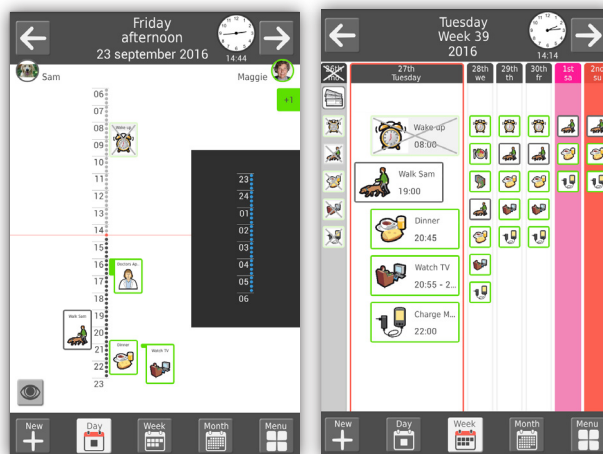 Friday
afternoon
23 september 2016
14:44
Sam
Maggie
+1
06
07
08
09
10
11
12
13
14
15
16
17
18
19
20
21
22
23
Wake up
Doctors Ap.
Walk Sam
Dinner
Watch TV
23
24
01
02
03
04
05
06
New
Day
Week
Month
Menu
Tuesday
Week 39
2016
14:14
26th
mo
27th
Tuesday
28th
we
29th
th
30th
fr
1st
sa
2nd
su
Wake up
08:00
Walk Sam
19:00
Dinner
20:45
Watch TV
20:55 - 2...
Charge M...
22:00
New
Day
Week
Month
Menu